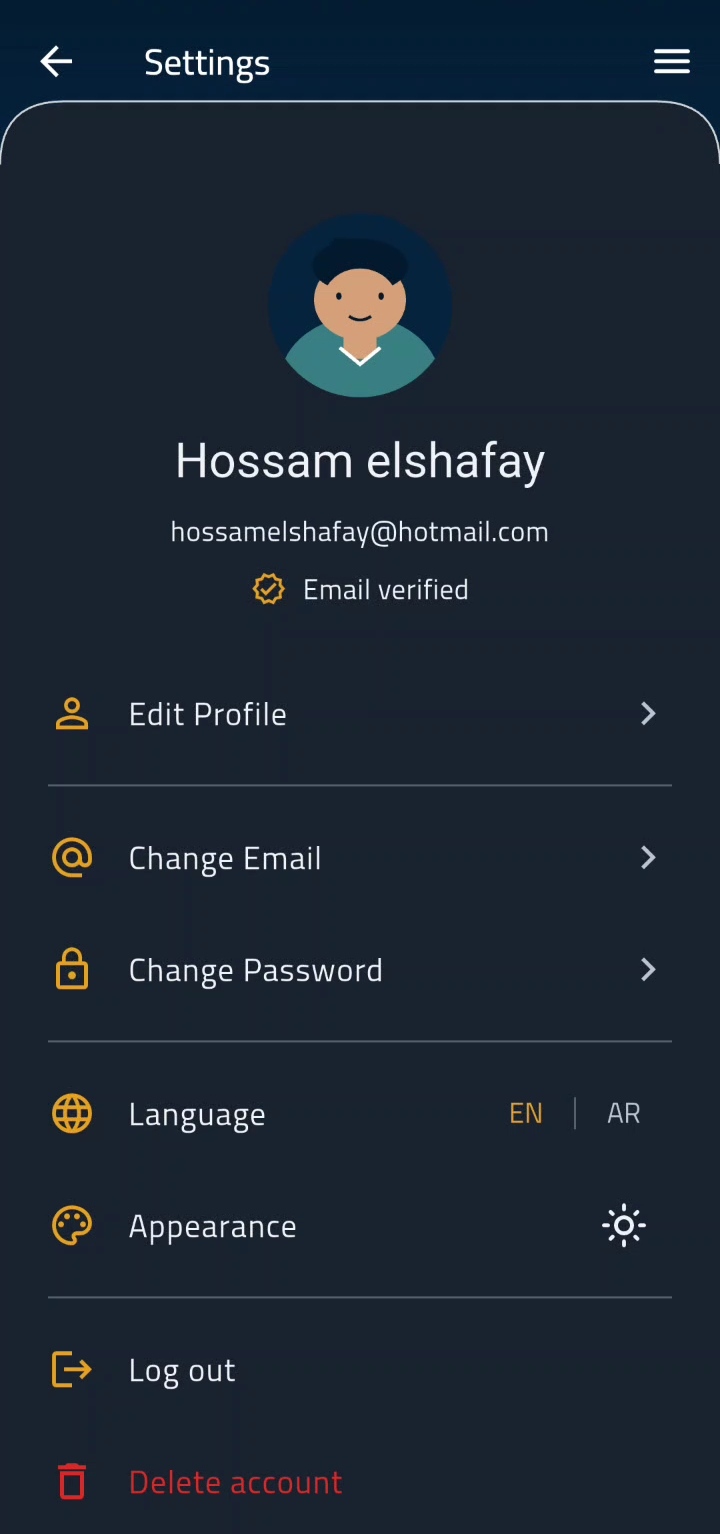 Settings
Hossam elshafay
hossamelshafay@hotmail.com
Email verified
Edit Profile
Change Email
Change Password
Language EN | AR
Appearance
Log out
Delete account